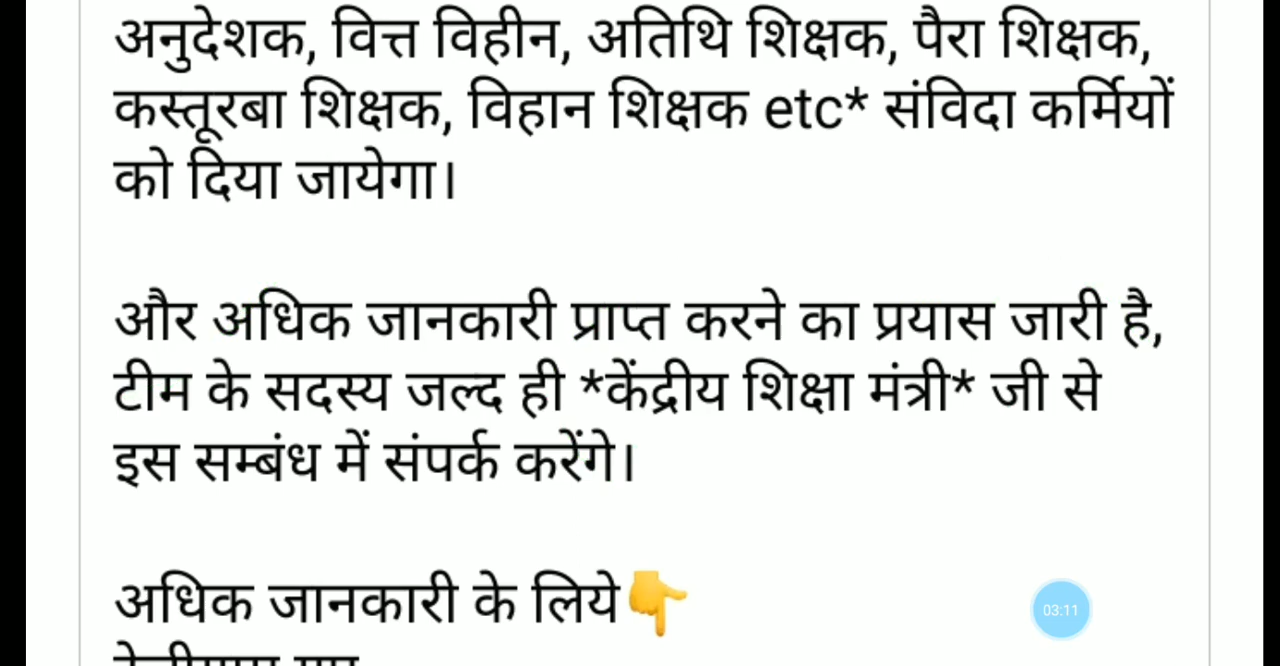 अनुदेशक, वित्त विहीन, अतिथि शिक्षक, पैरा शिक्षक,
कस्तूरबा शिक्षक, विहान शिक्षक etc* संविदा कर्मियों
को दिया जायेगा।
और अधिक जानकारी प्राप्त करने का प्रयास जारी है,
टीम के सदस्य जल्द ही *केंद्रीय शिक्षा मंत्री* जी से
इस सम्बंध में संपर्क करेंगे।
अधिक जानकारी के लिये👇
03:11